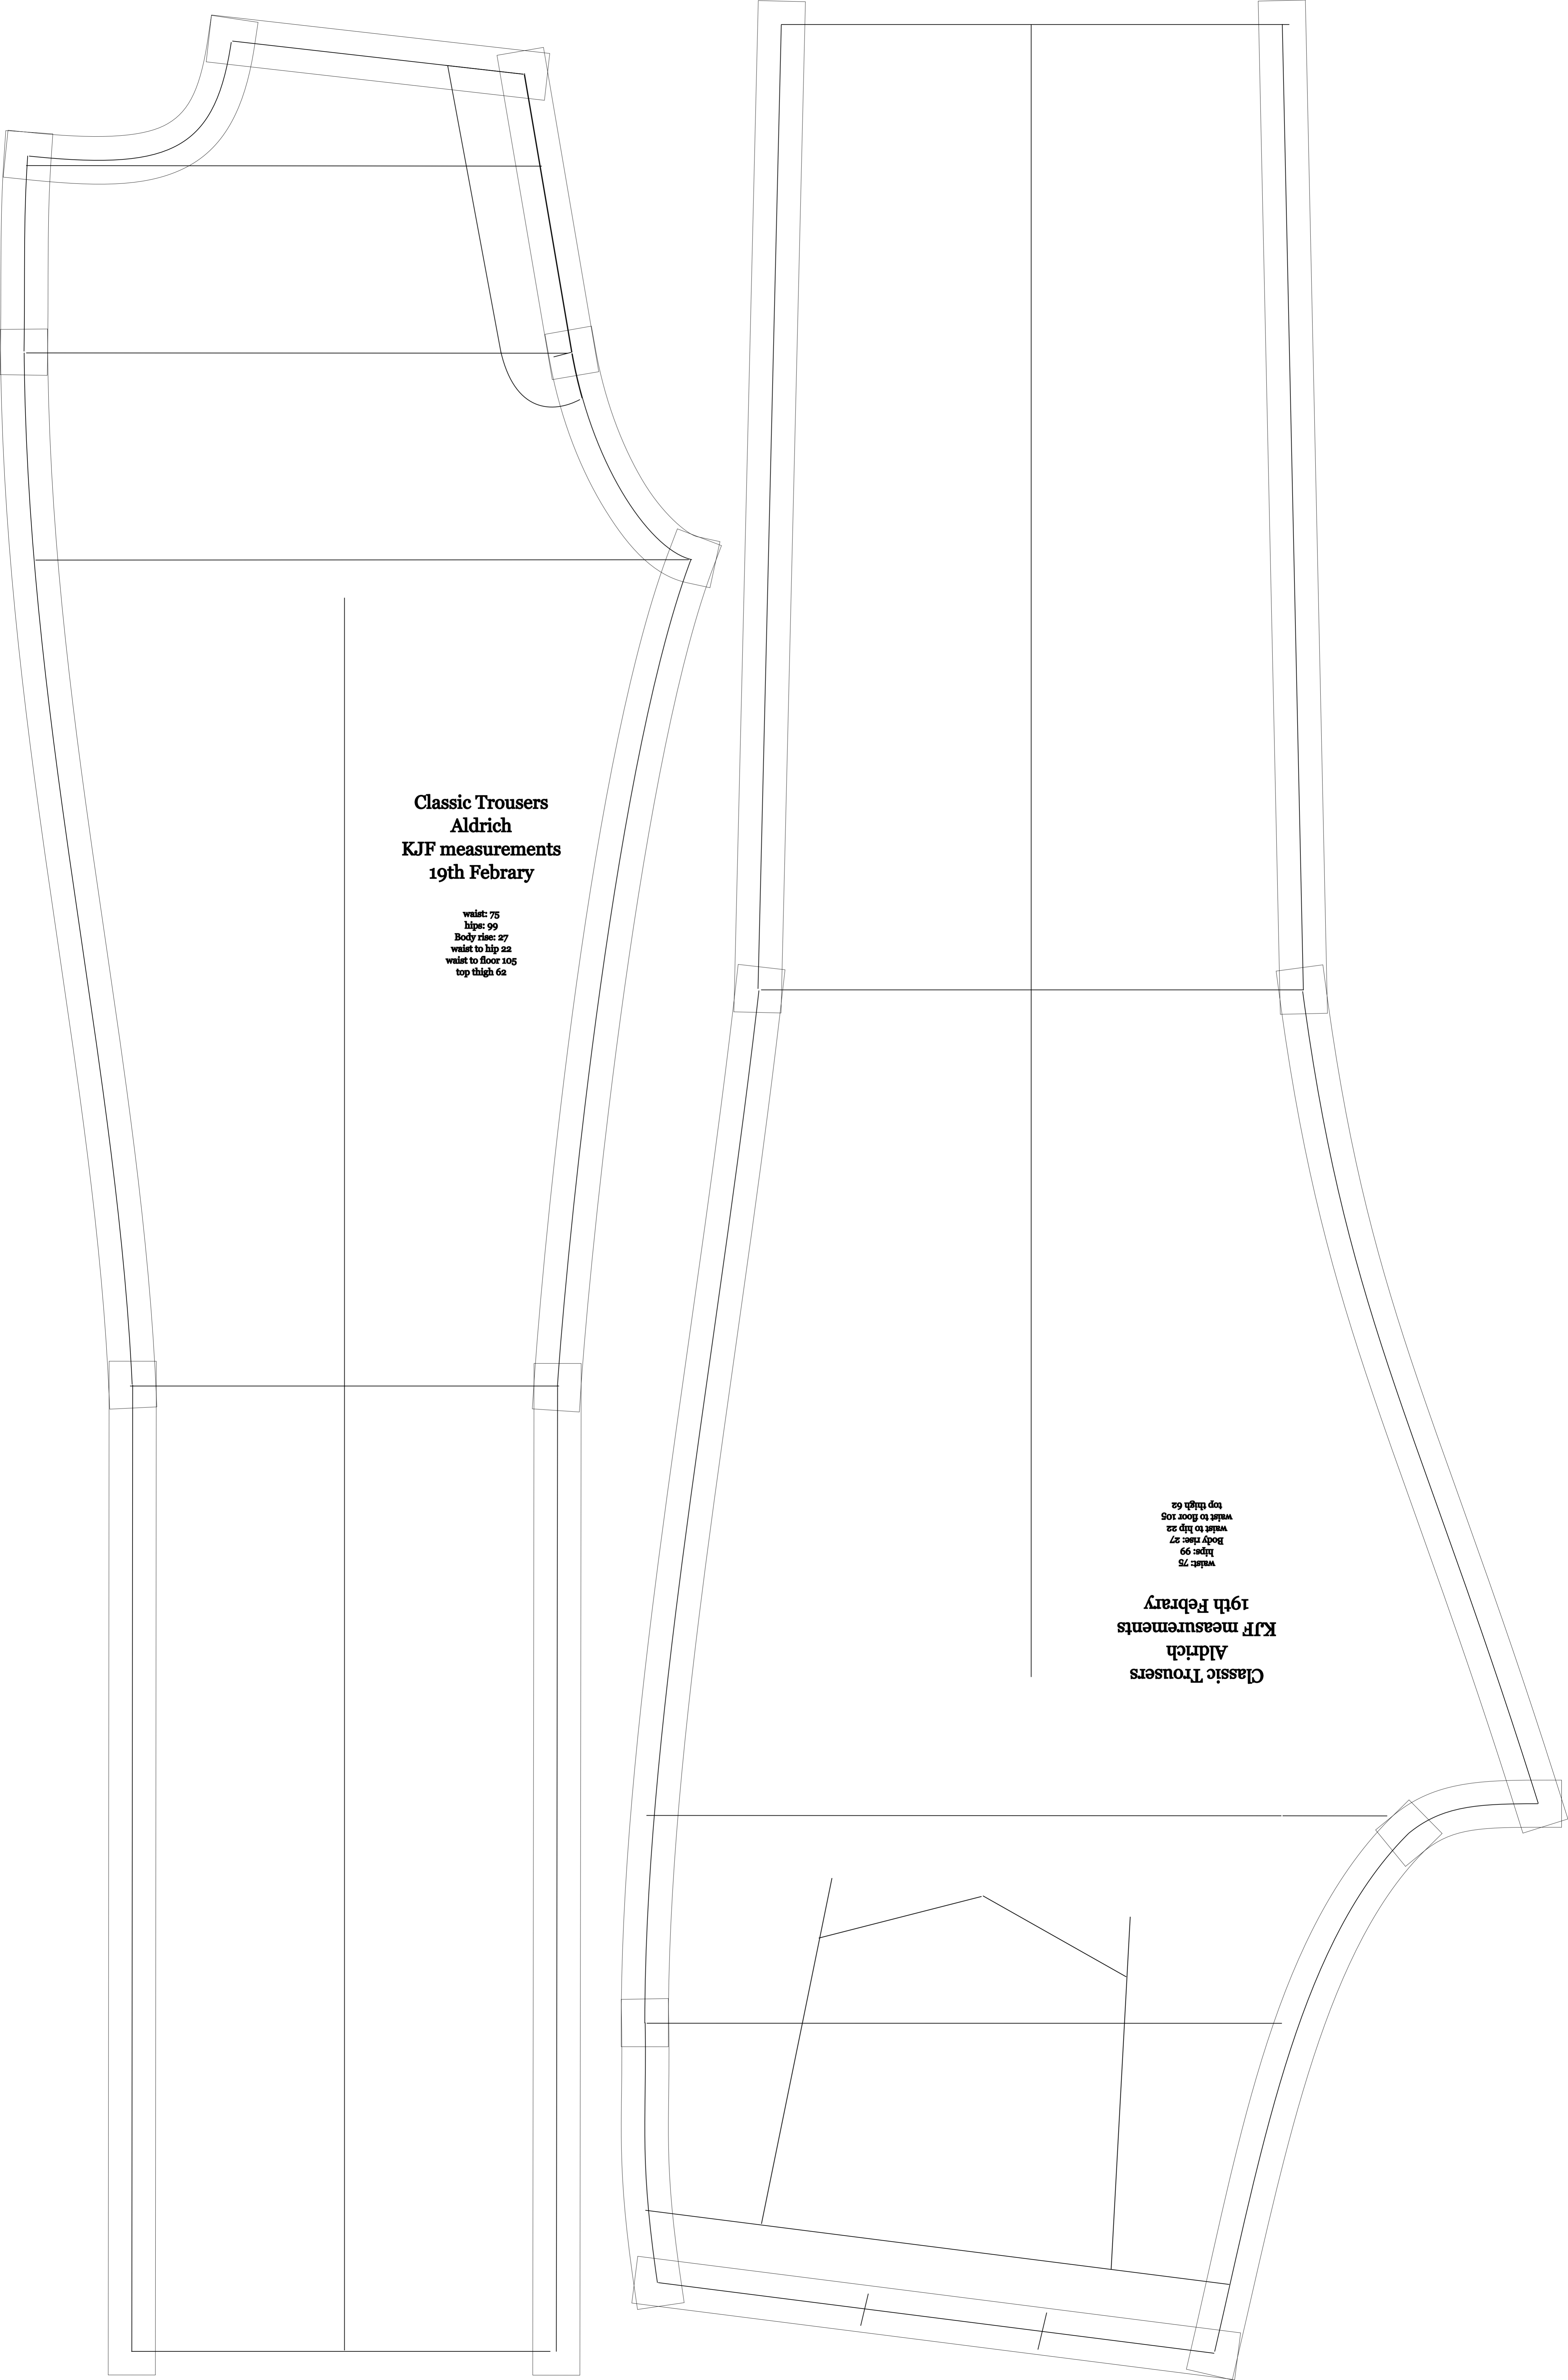 Classic Trousers
Aldrich
KJF measurements
19th Febrary
waist: 75
hips: 99
Body rise: 27
waist to hip 22
waist to floor 105
top thigh 62
Classic Trousers
Aldrich
KJF measurements
19th Febrary
waist: 75
hips: 99
Body rise: 27
waist to hip 22
waist to floor 105
top thigh 62